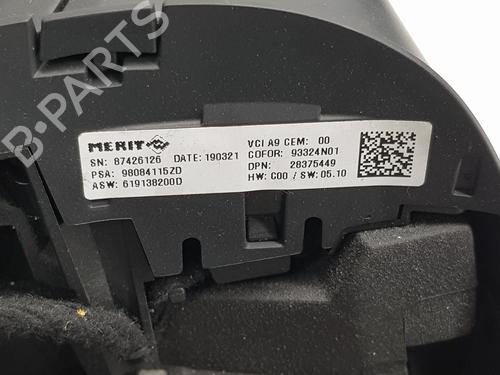 B-PARTS
MERIT VCI A9 CEM: 00
SN: 87426126 DATE: 190321 COFOR: 93324N01
PSA: 98084115ZD DPN: 28375449
ASW: 619138200D HW: C00 / SW: 05.10